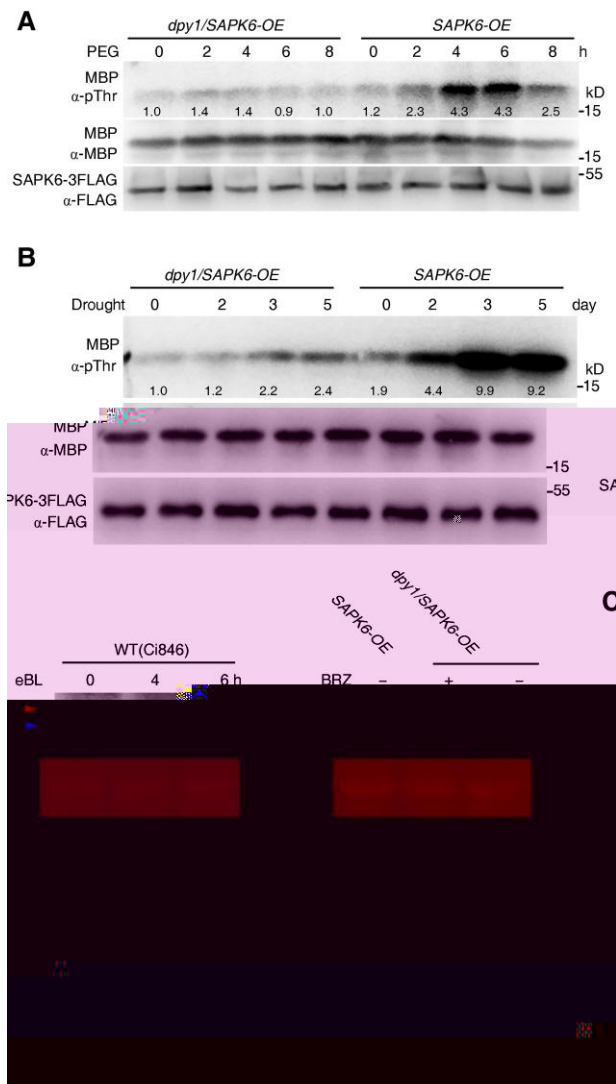 A
dpy1/SAPK6-OE SAPK6-OE
PEG 0 2 4 6 8 0 2 4 6 8 h
MBP
α-pThr
kD
1.0 1.4 1.4 0.9 1.0 1.2 2.3 4.3 4.3 2.5 -15
MBP
α-MBP
-15
SAPK6-3FLAG
α-FLAG
-55
B
dpy1/SAPK6-OE SAPK6-OE
Drought 0 2 3 5 0 2 3 5 day
MBP
α-pThr
kD
1.0 1.2 2.2 2.4 1.9 4.4 9.9 9.2 -15
MBP
α-MBP
-15
PK6-3FLAG
α-FLAG
-55
SA
C
SAPK6-OE dpy1/SAPK6-OE
WT(Ci846)
eBL 0 4 6 h BRZ − + −